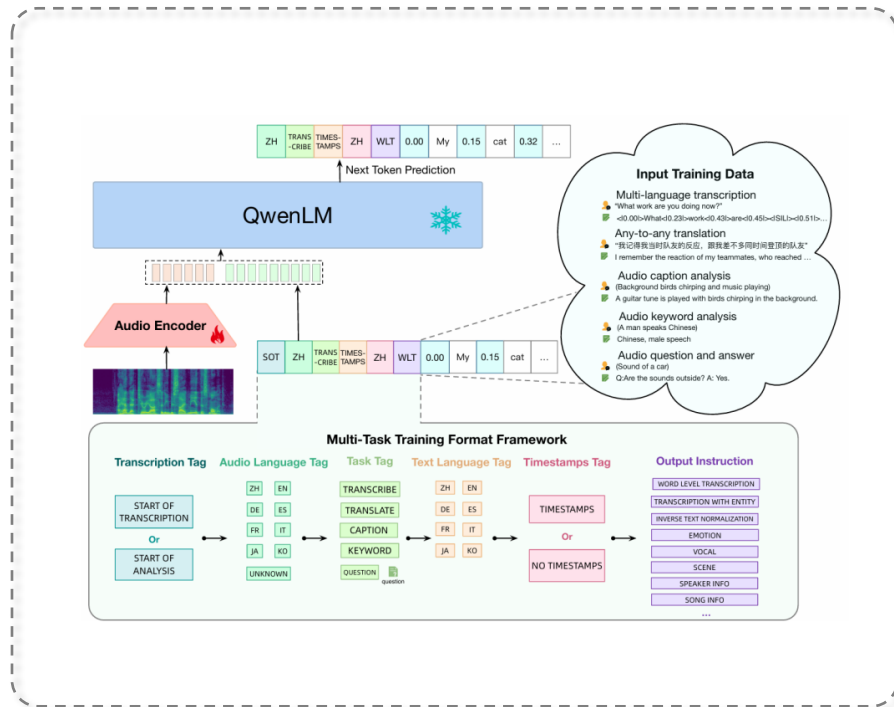 ZH TRANS-CRIBE TIMES-TAMPS ZH WLT 0.00 My 0.15 cat 0.32 ...
Next Token Prediction
QwenLM
Audio Encoder
SOT ZH TRANS-CRIBE TIMES-TAMPS ZH WLT 0.00 My 0.15 cat ...
Input Training Data
Multi-language transcription
"What work are you doing now?"
<|0.00|>What<|0.23|>work<|0.43|>are<|0.45|><|SIL|><|0.51|>...
Any-to-any translation
"我记得我当时队友的反应，跟我差不多同时间登顶的队友"
I remember the reaction of my teammates, who reached ...
Audio caption analysis
(Background birds chirping and music playing)
A guitar tune is played with birds chirping in the background.
Audio keyword analysis
(A man speaks Chinese)
Chinese, male speech
Audio question and answer
(Sound of a car)
Q:Are the sounds outside? A: Yes.
Multi-Task Training Format Framework
Transcription Tag
START OF
TRANSCRIPTION
Or
START OF
ANALYSIS
Audio Language Tag
ZH EN
DE ES
FR IT
JA KO
UNKNOWN
Task Tag
TRANSCRIBE
TRANSLATE
CAPTION
KEYWORD
QUESTION
question
Text Language Tag
ZH EN
DE ES
FR IT
JA KO
Timestamps Tag
TIMESTAMPS
Or
NO TIMESTAMPS
Output Instruction
WORD LEVEL TRANSCRIPTION
TRANSCRIPTION WITH ENTITY
INVERSE TEXT NORMALIZATION
EMOTION
VOCAL
SCENE
SPEAKER INFO
SONG INFO
...